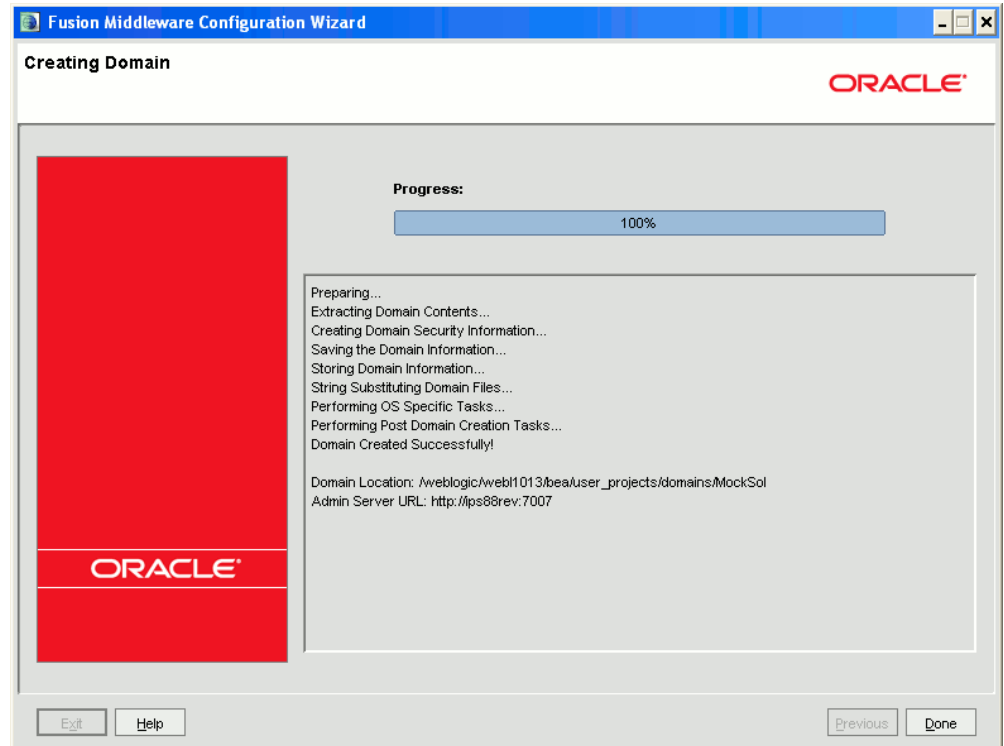 Fusion Middleware Configuration Wizard
Creating Domain
ORACLE
Progress:
100%
Preparing...
Extracting Domain Contents...
Creating Domain Security Information...
Saving the Domain Information...
Storing Domain Information...
String Substituting Domain Files...
Performing OS Specific Tasks...
Performing Post Domain Creation Tasks...
Domain Created Successfully!
Domain Location: /weblogic/webl1013/bea/user_projects/domains/MockSol
Admin Server URL: http://ips88rev:7007
ORACLE
Exit Help Previous Done